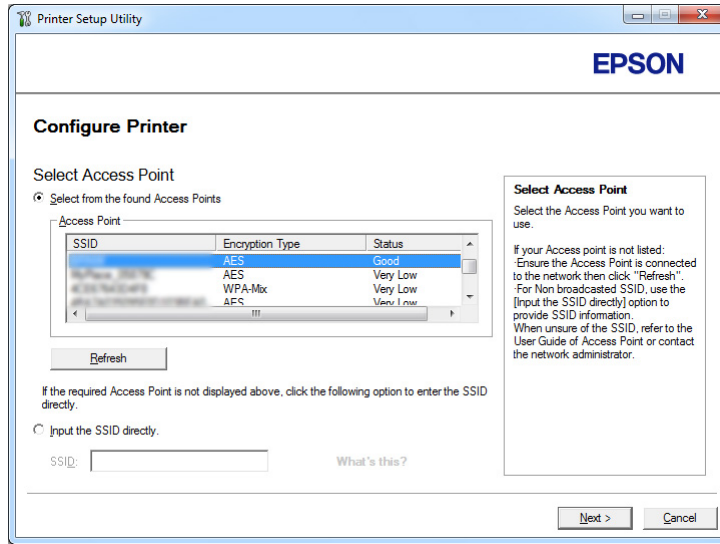 Printer Setup Utility
EPSON
Configure Printer
Select Access Point
Select from the found Access Points
Access Point
SSID Encryption Type Status
AES Good
AES Very Low
WPA-Mix Very Low
AES Very Low
Refresh
If the required Access Point is not displayed above, click the following option to enter the SSID
directly.
Input the SSID directly.
SSID:
What's this?
Select Access Point
Select the Access Point you want to
use.
If your Access point is not listed:
·Ensure the Access Point is connected
to the network then click "Refresh".
·For Non broadcasted SSID, use the
[Input the SSID directly] option to
provide SSID information.
When unsure of the SSID, refer to the
User Guide of Access Point or contact
the network administrator.
Next >
Cancel